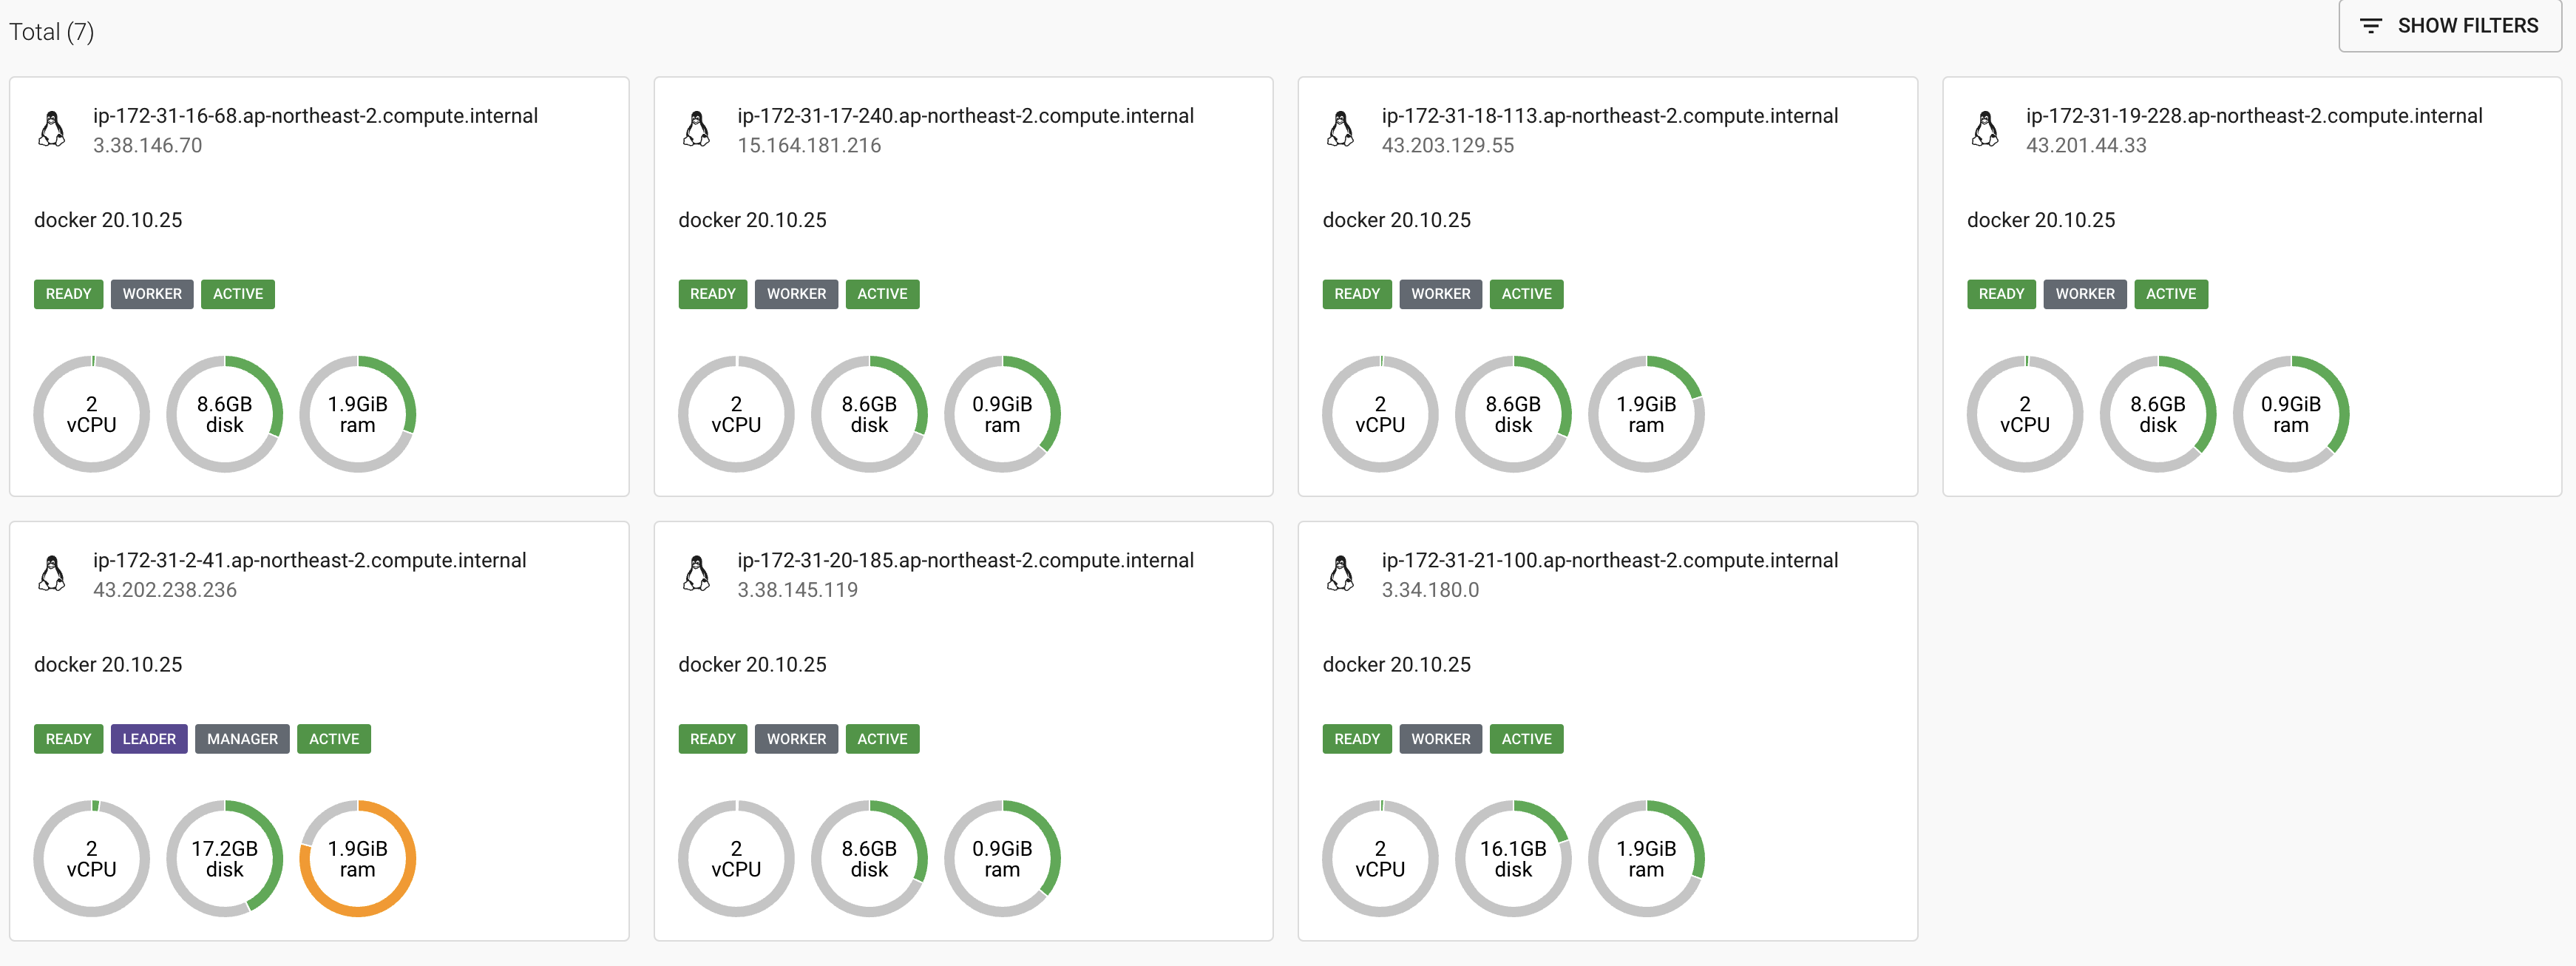 Total (7)
SHOW FILTERS
ip-172-31-16-68.ap-northeast-2.compute.internal
3.38.146.70
docker 20.10.25
READY WORKER ACTIVE
2
vCPU
8.6GB
disk
1.9GiB
ram
ip-172-31-17-240.ap-northeast-2.compute.internal
15.164.181.216
docker 20.10.25
READY WORKER ACTIVE
2
vCPU
8.6GB
disk
0.9GiB
ram
ip-172-31-18-113.ap-northeast-2.compute.internal
43.203.129.55
docker 20.10.25
READY WORKER ACTIVE
2
vCPU
8.6GB
disk
1.9GiB
ram
ip-172-31-19-228.ap-northeast-2.compute.internal
43.201.44.33
docker 20.10.25
READY WORKER ACTIVE
2
vCPU
8.6GB
disk
0.9GiB
ram
ip-172-31-2-41.ap-northeast-2.compute.internal
43.202.238.236
docker 20.10.25
READY LEADER MANAGER ACTIVE
2
vCPU
17.2GB
disk
1.9GiB
ram
ip-172-31-20-185.ap-northeast-2.compute.internal
3.38.145.119
docker 20.10.25
READY WORKER ACTIVE
2
vCPU
8.6GB
disk
0.9GiB
ram
ip-172-31-21-100.ap-northeast-2.compute.internal
3.34.180.0
docker 20.10.25
READY WORKER ACTIVE
2
vCPU
16.1GB
disk
1.9GiB
ram